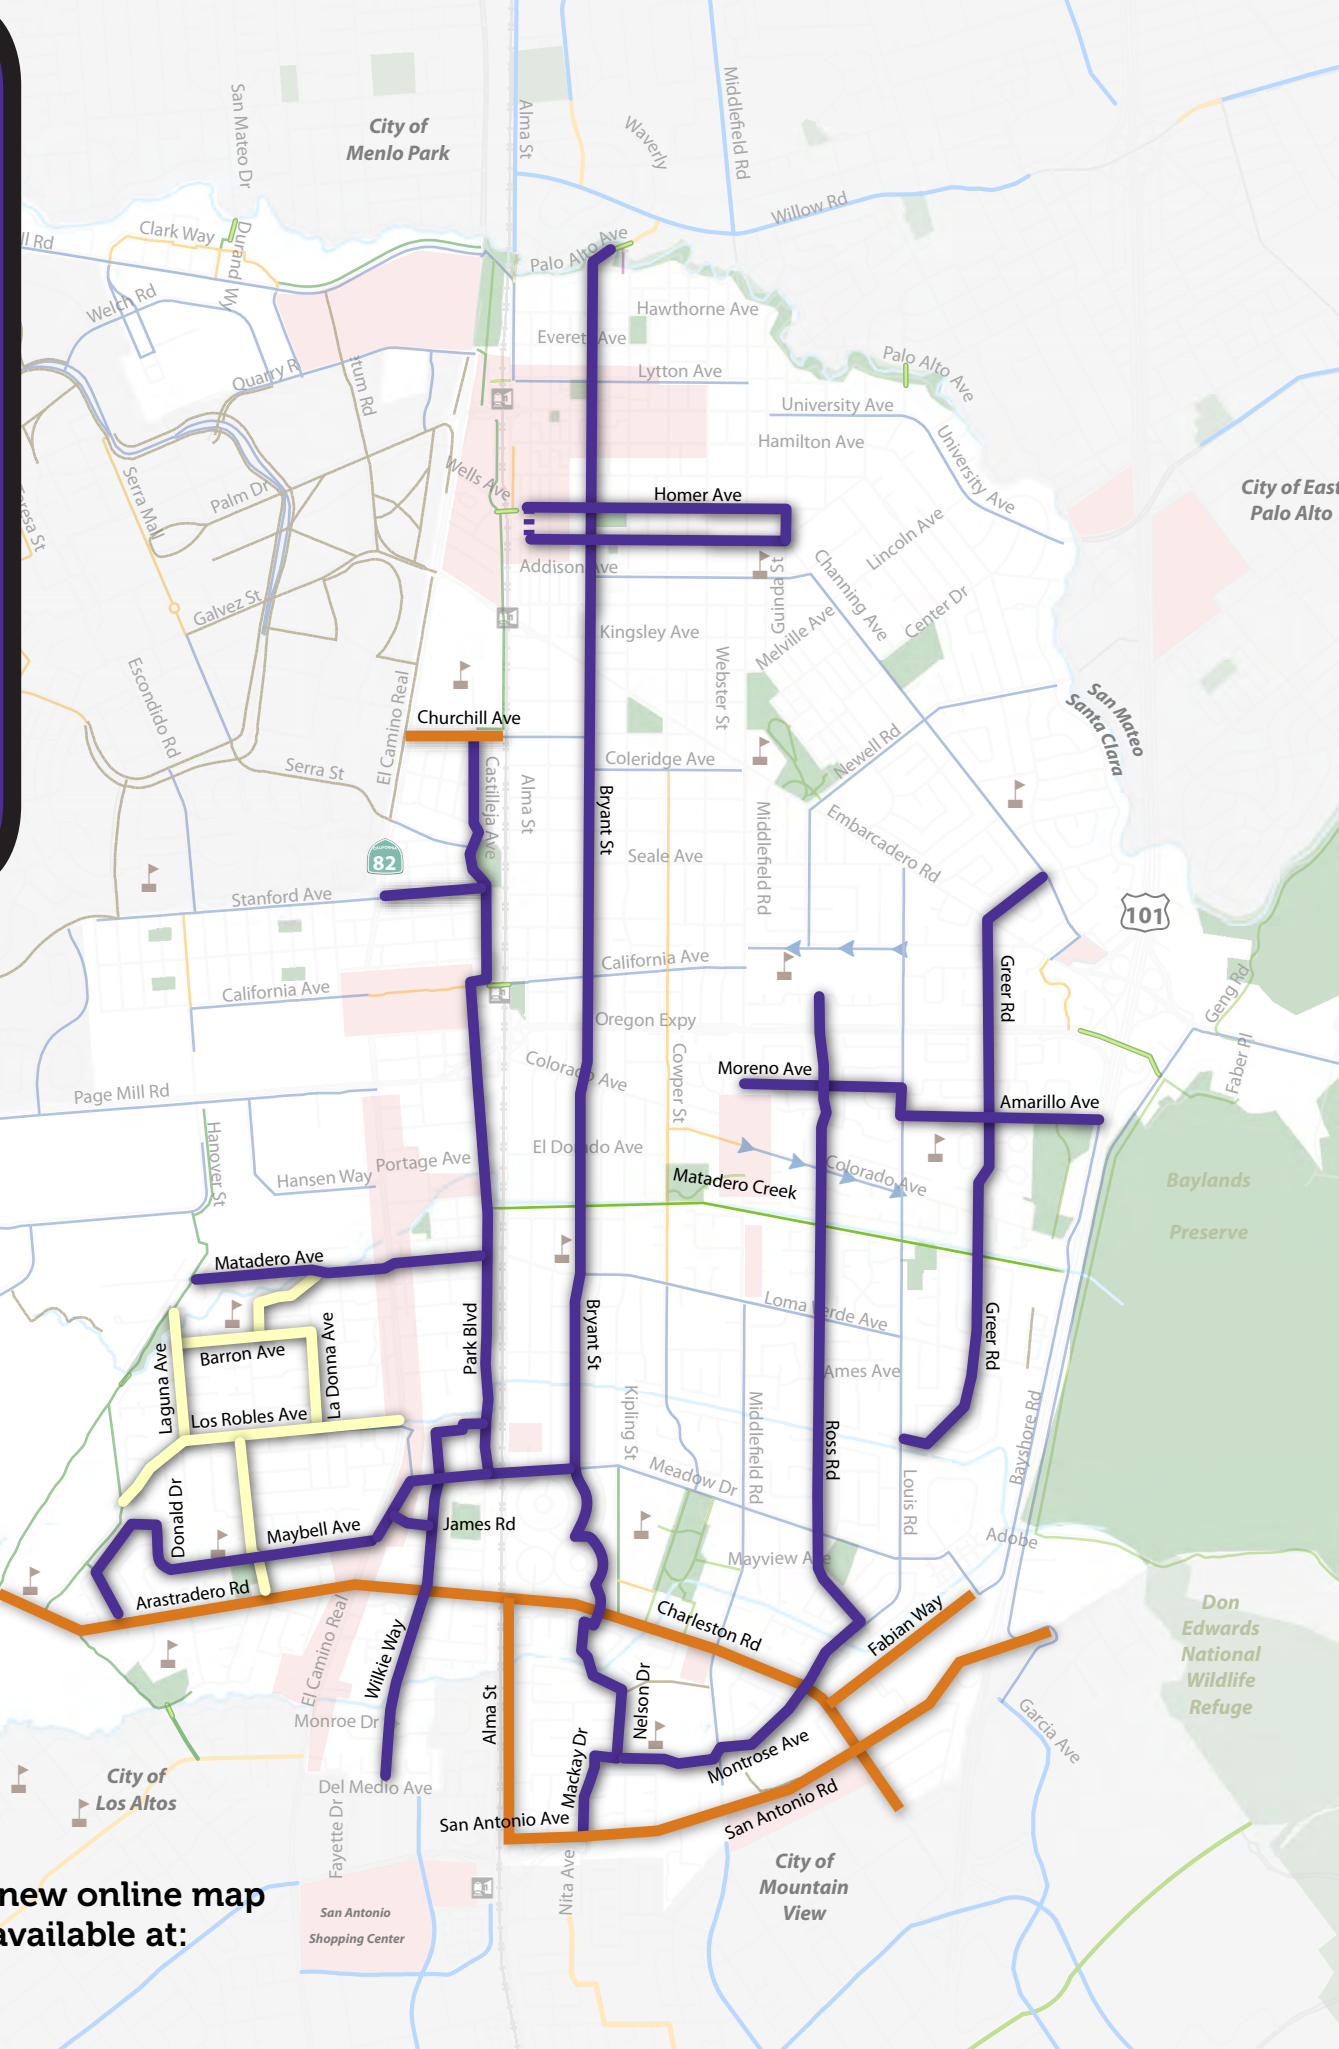 San Mateo Dr
City of
Menlo Park
Alma St
Waverly
Middlefield Rd
Willow Rd
Clark Way
Durand Wy
Palo Alto Ave
Welch Rd
Hawthorne Ave
Palo Alto Ave
Quarry R
Lytton Ave
University Ave
Hamilton Ave
University Ave
Wells Ave
Serra Mall
Palm Dr
Homer Ave
City of East
Palo Alto
Lincoln Ave
Addison Ave
Guinda St
Channing Ave
Center Dr
Galvez St
Kingsley Ave
Melville Ave
Webster St
Escondido Rd
El Camino Real
Churchill Ave
San Mateo
Santa Clara
Newell Rd
Coleridge Ave
Serra St
Castilleja Ave
Alma St
Bryant St
Middlefield Rd
Embarcadero Rd
CALIFORNIA
82
Seale Ave
Stanford Ave
101
California Ave
California Ave
Greer Rd
Geng Rd
Oregon Expy
Faber Pl
Colorado Ave
Cowper St
Moreno Ave
Page Mill Rd
Amarillo Ave
Hanover St
El Dorado Ave
Portage Ave
Hansen Way
Matadero Creek
Colorado Ave
Baylands
Preserve
Matadero Ave
Park Blvd
Bryant St
Loma Verde Ave
Greer Rd
Laguna Ave
Barron Ave
La Donna Ave
Ames Ave
Los Robles Ave
Kipling St
Middlefield Rd
Ross Rd
Bayshore Rd
Meadow Dr
Louis Rd
Donald Dr
Maybell Ave
James Rd
Adobe
Arastradero Rd
Charleston Rd
Fabian Way
Don
Edwards
National
Wildlife
Refuge
El Camino Real
Wilkie Way
Alma St
Nelson Dr
Monroe Dr
Garcia Ave
Mackay Dr
Montrose Ave
City of
Los Altos
Del Medio Ave
San Antonio Ave
San Antonio Rd
Fayette Dr
Nita Ave
City of
Mountain
View
new online map
available at:
San Antonio
Shopping Center